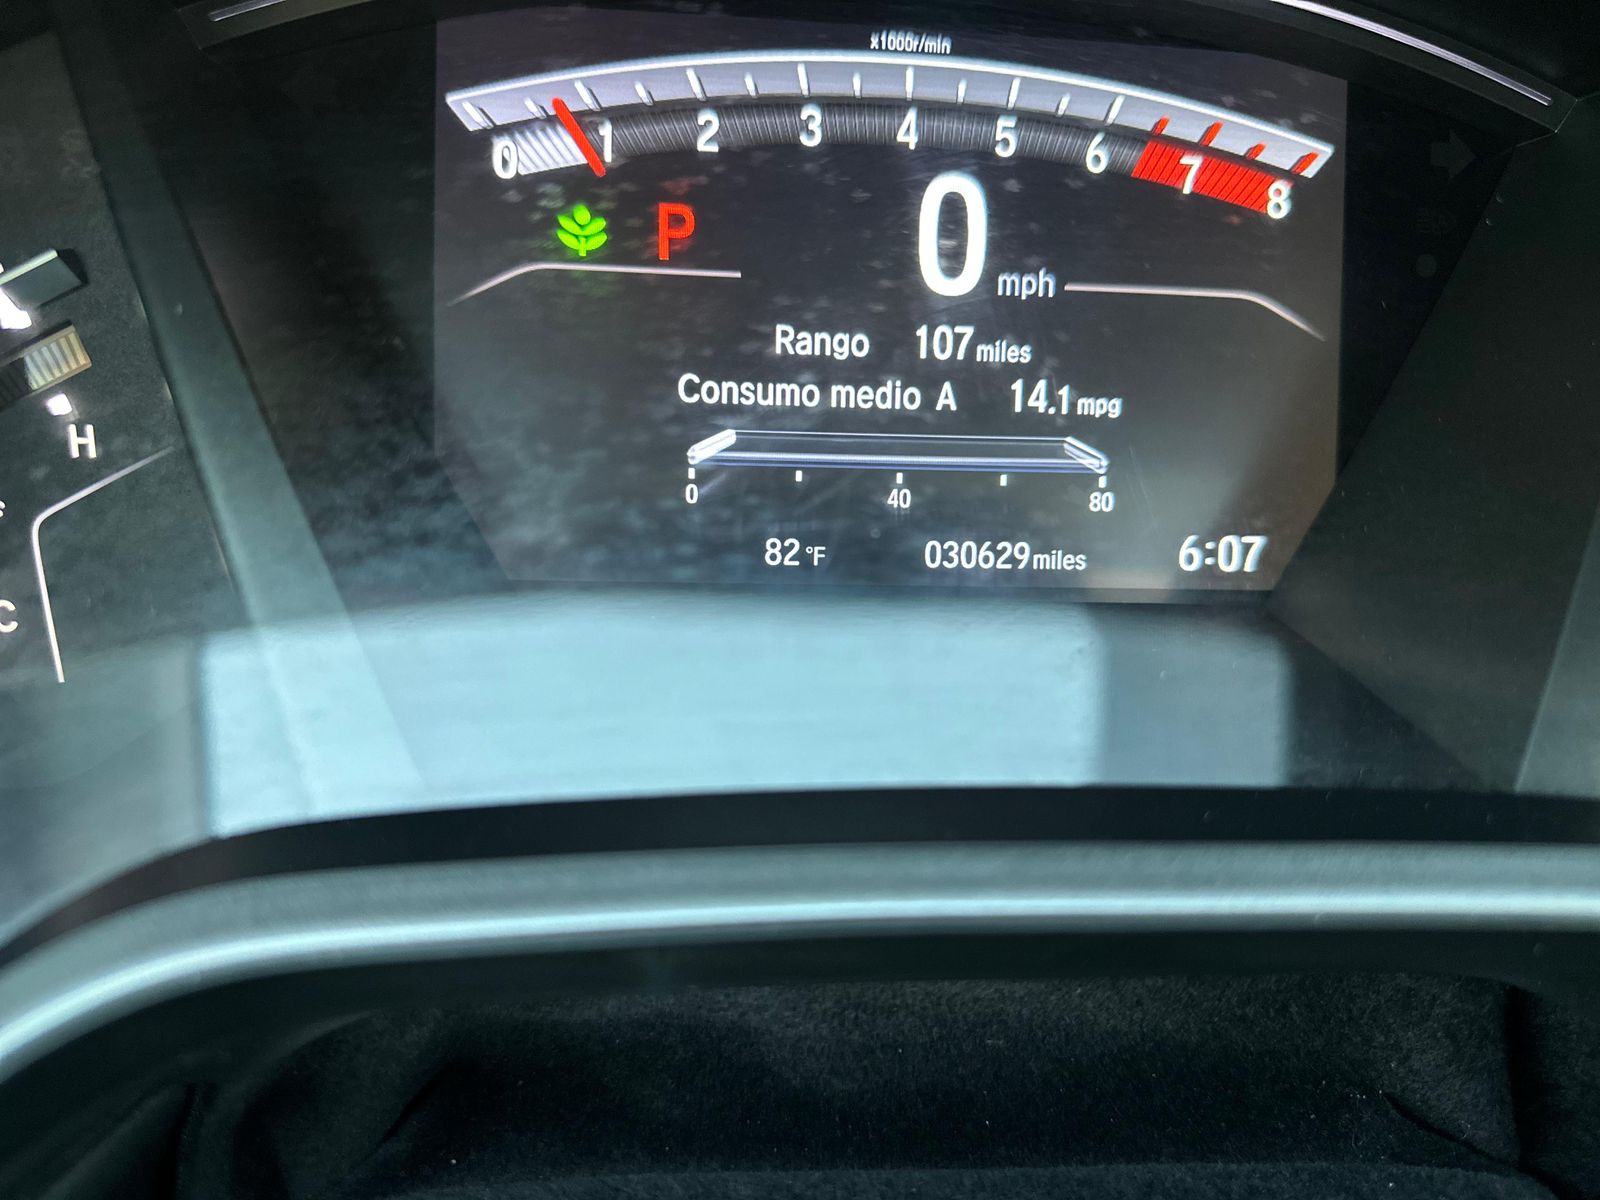 x1000r/min
0 1 2 3 4 5 6 7 8
P
0 mph
Rango 107 miles
Consumo medio A 14.1 mpg
0 40 80
82 °F 030629 miles 6:07
H
C